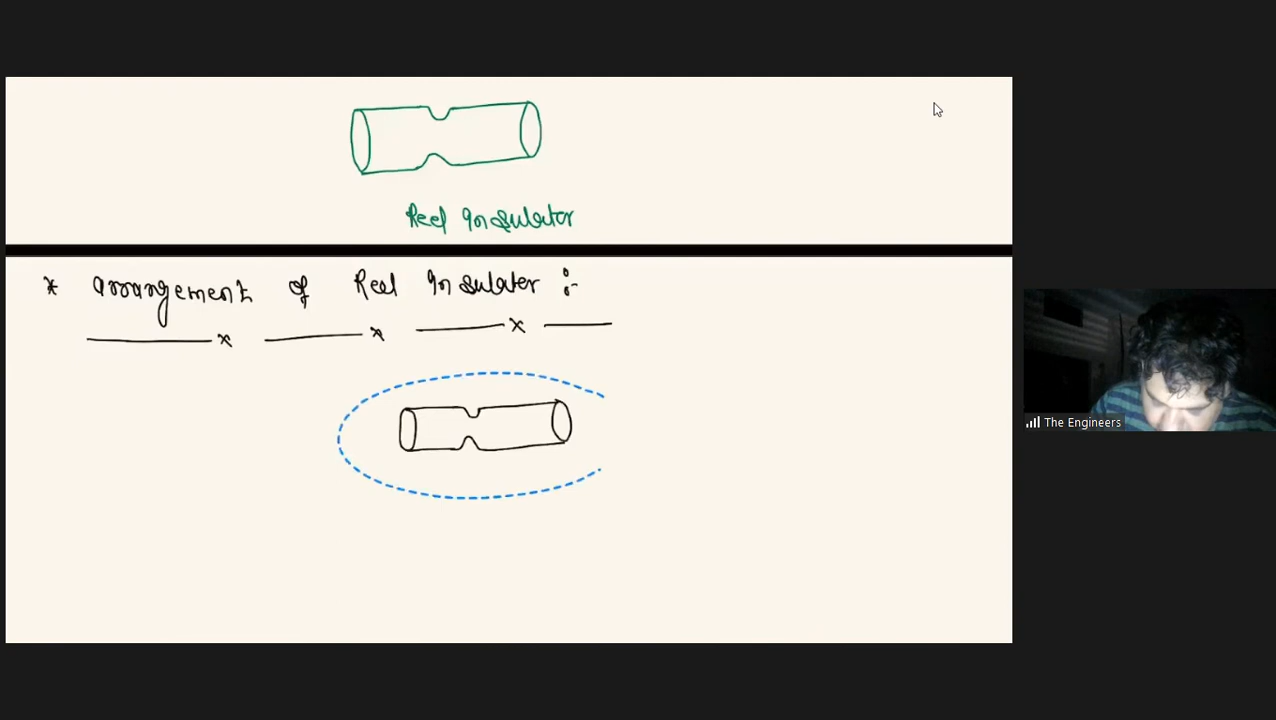 Reel Insulator
* arrangement of Reel Insulator :-
The Engineers